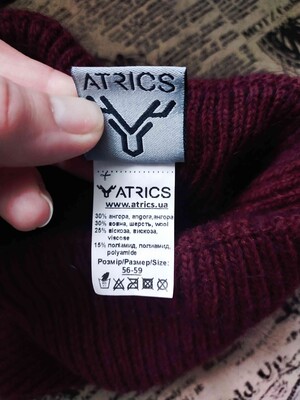 ATRICS
ATRICS
www.atrics.ua
30% ангора, angora, ангора
30% вовна, шерсть, wool
25% віскоза, вискоза,
viscose
15% поліамид, полиамид,
polyamide
Розмір/Размер/Size:
56-59